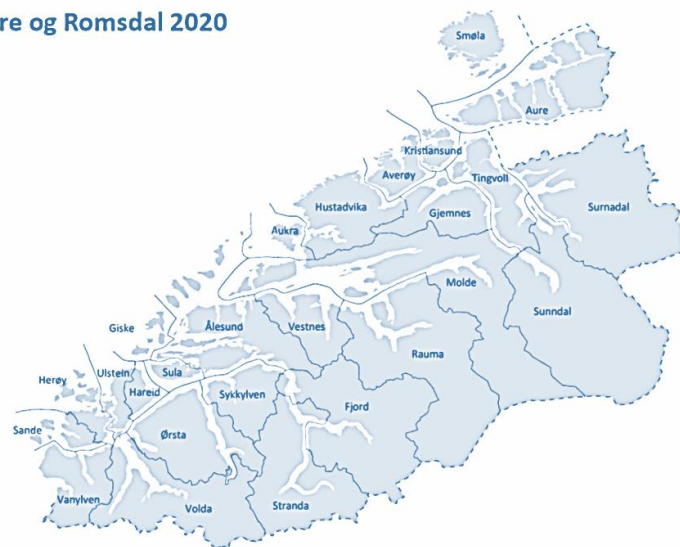 re og Romsdal 2020
Smøla
Aure
Kristiansund
Averøy
Tingvoll
Hustadvika
Gjemnes
Surnadal
Aukra
Molde
Sunndal
Giske
Ålesund
Vestnes
Rauma
Ulstein
Sula
Herøy
Hareid
Sykkylven
Fjord
Sande
Ørsta
Vanylven
Volda
Stranda